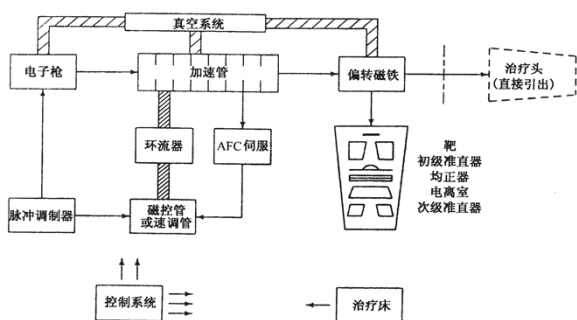 真空系统
电子枪
加速管
偏转磁铁
治疗头
(直接引出)
环流器
AFC伺服
靶
初级准直器
均正器
电离室
次级准直器
脉冲调制器
磁控管
或速调管
控制系统
治疗床